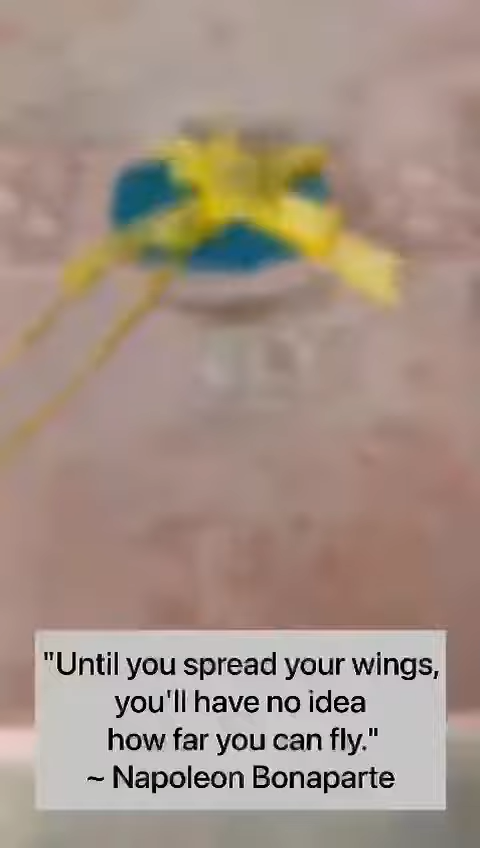 "Until you spread your wings,
you'll have no idea
how far you can fly."
~ Napoleon Bonaparte